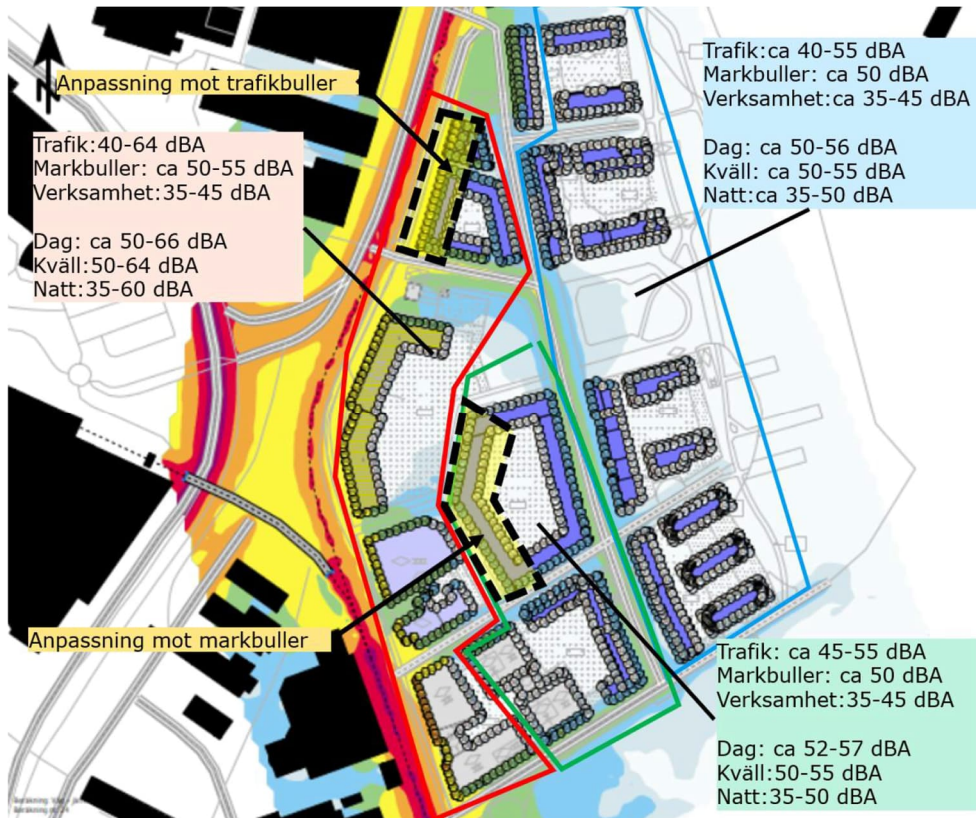 Anpassning mot trafikbuller
Trafik:40-64 dBA
Markbuller: ca 50-55 dBA
Verksamhet:35-45 dBA
Dag: ca 50-66 dBA
Kväll:50-64 dBA
Natt:35-60 dBA
Trafik:ca 40-55 dBA
Markbuller: ca 50 dBA
Verksamhet:ca 35-45 dBA
Dag: ca 50-56 dBA
Kväll: ca 50-55 dBA
Natt:ca 35-50 dBA
Anpassning mot markbuller
Trafik: ca 45-55 dBA
Markbuller: ca 50 dBA
Verksamhet:35-45 dBA
Dag: ca 52-57 dBA
Kväll:50-55 dBA
Natt:35-50 dBA